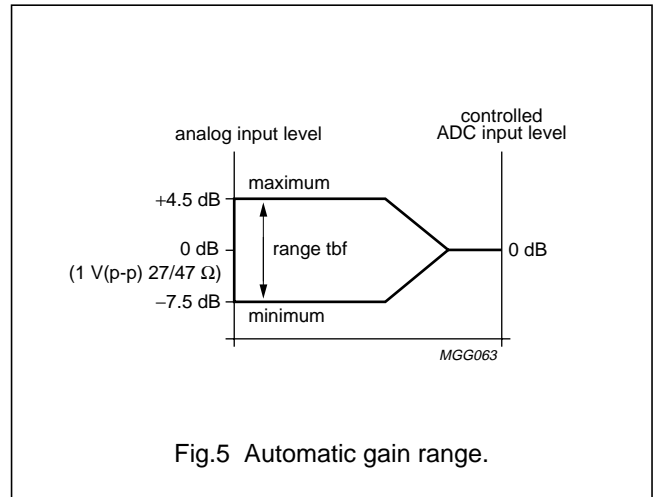 analog input level
controlled
ADC input level
maximum
+4.5 dB
0 dB
range tbf
0 dB
(1 V(p-p) 27/47 Ω)
−7.5 dB
minimum
MGG063
Fig.5 Automatic gain range.